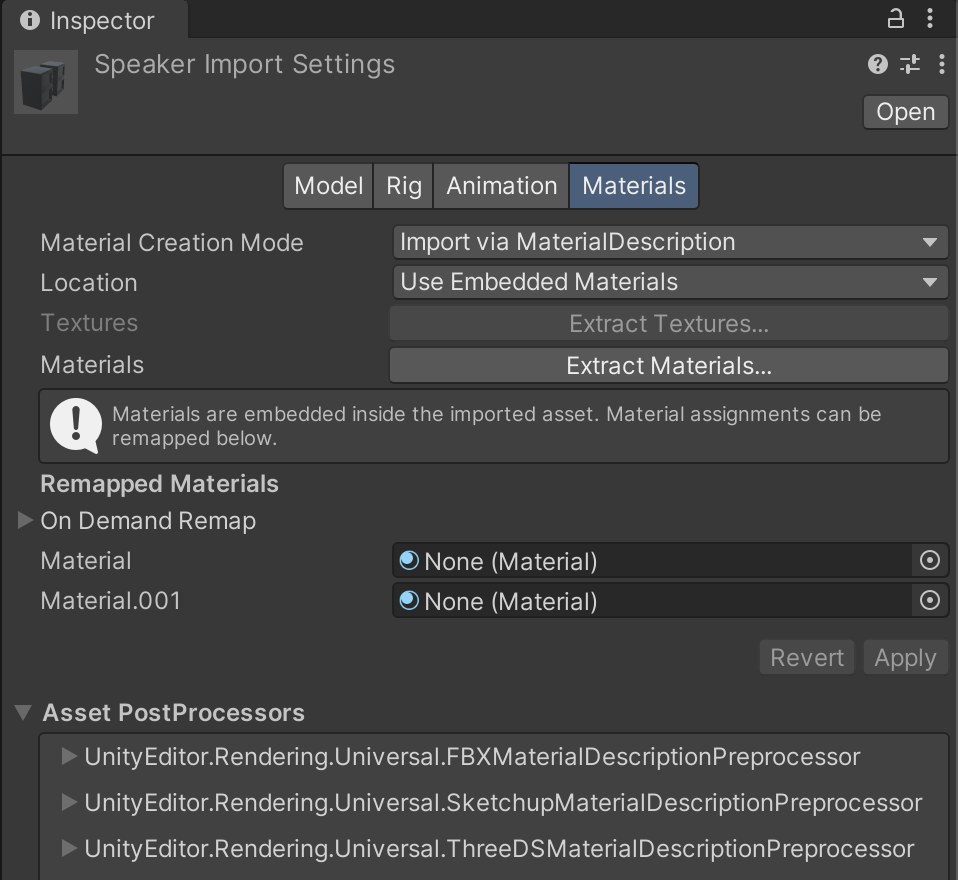 Inspector
Speaker Import Settings
Open
Model Rig Animation Materials
Material Creation Mode Import via MaterialDescription
Location Use Embedded Materials
Textures Extract Textures...
Materials Extract Materials...
Materials are embedded inside the imported asset. Material assignments can be
remapped below.
Remapped Materials
On Demand Remap
Material None (Material)
Material.001 None (Material)
Revert Apply
Asset PostProcessors
UnityEditor.Rendering.Universal.FBXMaterialDescriptionPreprocessor
UnityEditor.Rendering.Universal.SketchupMaterialDescriptionPreprocessor
UnityEditor.Rendering.Universal.ThreeDSMaterialDescriptionPreprocessor